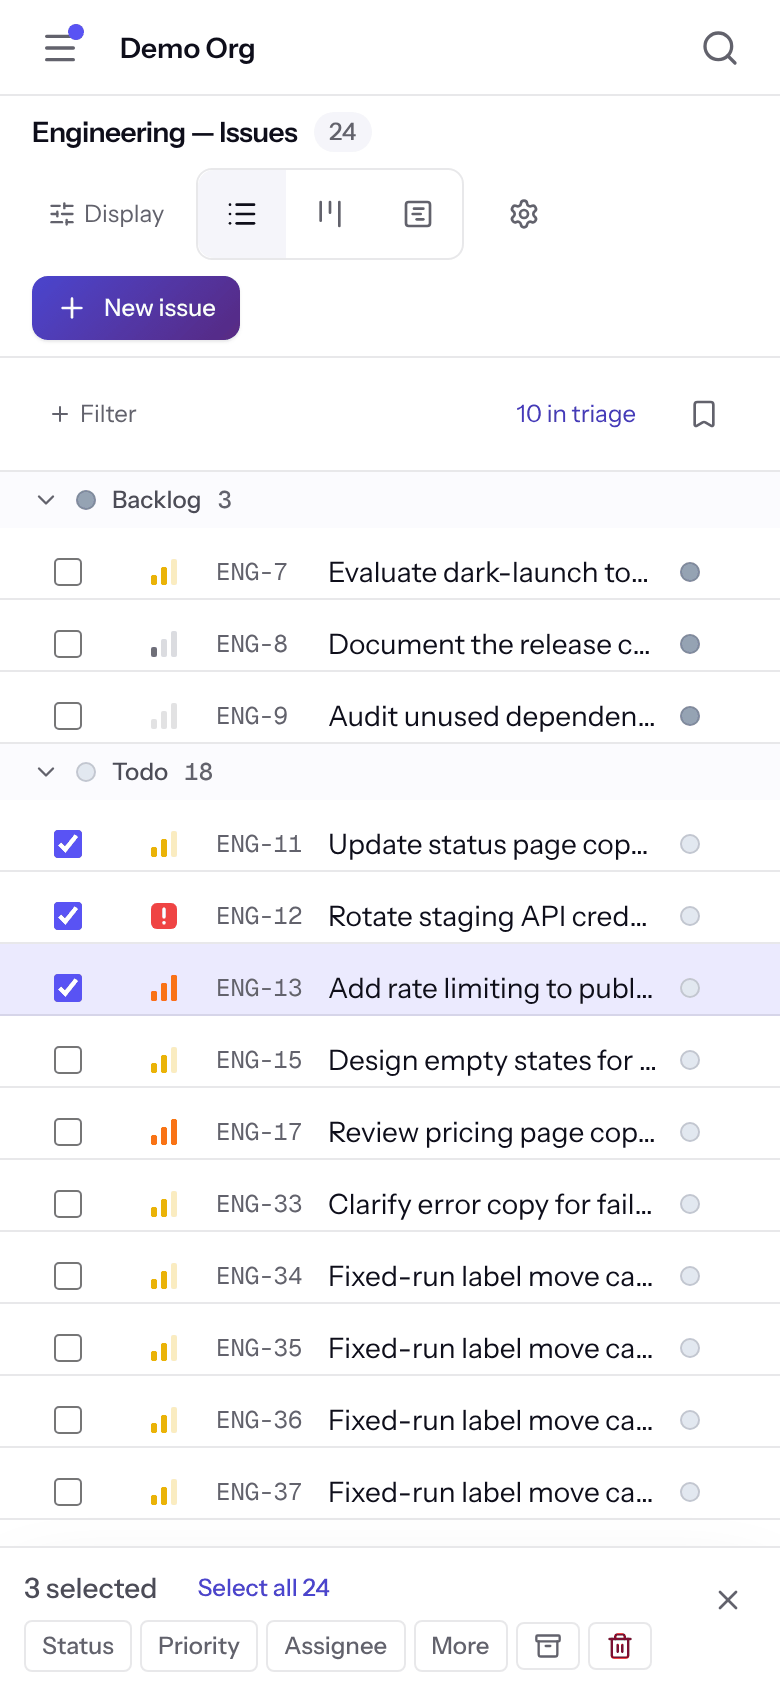 Demo Org
Engineering — Issues 24
Display
New issue
Filter 10 in triage
Backlog 3
ENG-7 Evaluate dark-launch to...
ENG-8 Document the release c...
ENG-9 Audit unused dependen...
Todo 18
ENG-11 Update status page cop...
ENG-12 Rotate staging API cred...
ENG-13 Add rate limiting to publ...
ENG-15 Design empty states for ...
ENG-17 Review pricing page cop...
ENG-33 Clarify error copy for fail...
ENG-34 Fixed-run label move ca...
ENG-35 Fixed-run label move ca...
ENG-36 Fixed-run label move ca...
ENG-37 Fixed-run label move ca...
3 selected Select all 24
Status Priority Assignee More